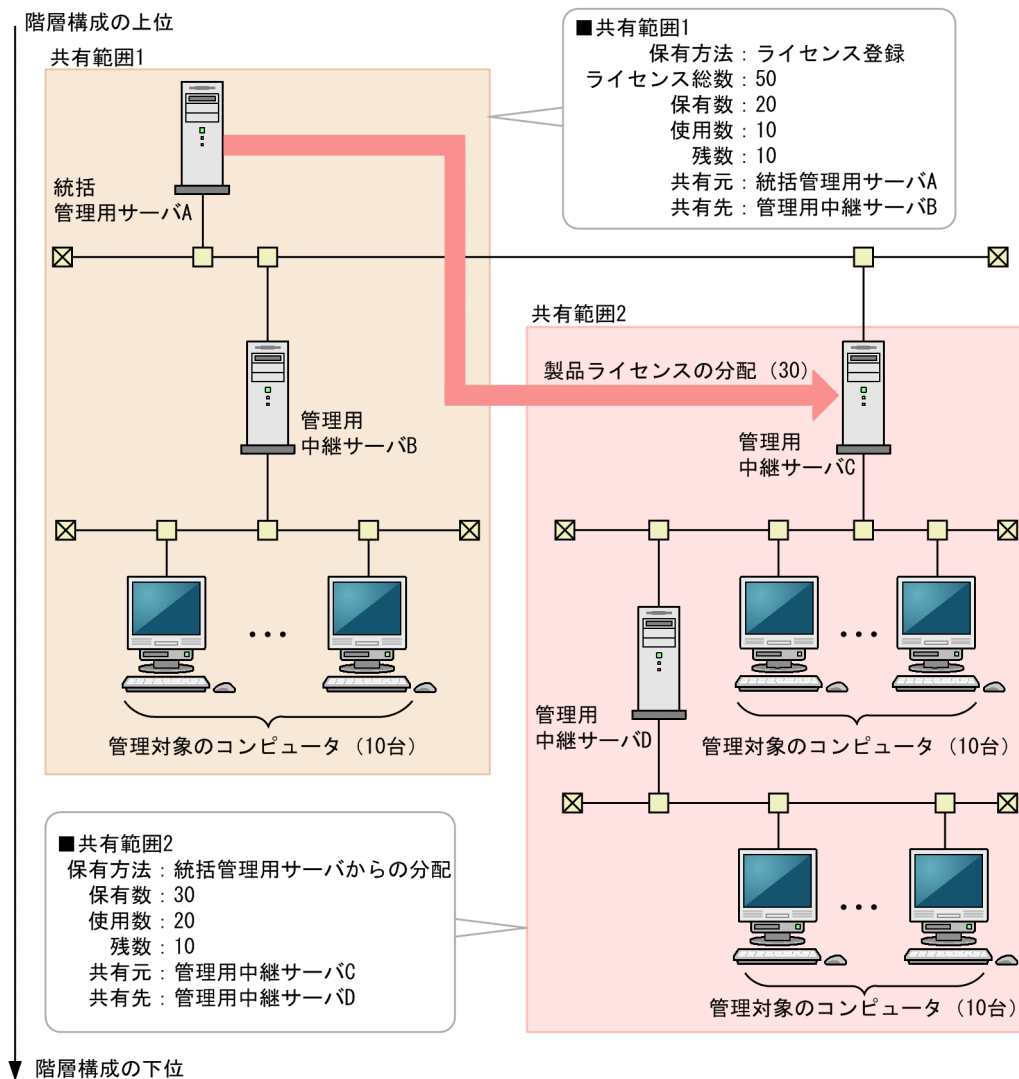 階層構成の上位
共有範囲1
■共有範囲1
保有方法：ライセンス登録
ライセンス総数：50
保有数：20
使用数：10
残数：10
共有元：統括管理用サーバA
共有先：管理用中継サーバB
統括
管理用サーバA
共有範囲2
製品ライセンスの分配（30）
管理用
中継サーバB
管理用
中継サーバC
管理用
中継サーバD
管理対象のコンピュータ（10台）
管理対象のコンピュータ（10台）
■共有範囲2
保有方法：統括管理用サーバからの分配
保有数：30
使用数：20
残数：10
共有元：管理用中継サーバC
共有先：管理用中継サーバD
管理対象のコンピュータ（10台）
階層構成の下位